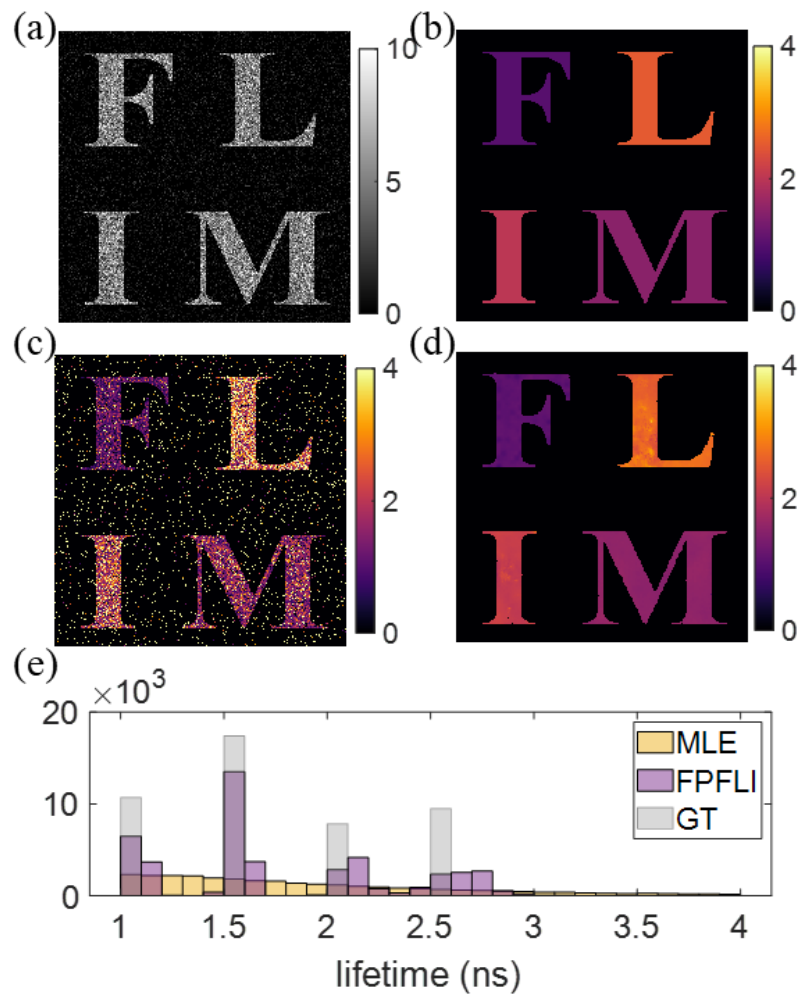 (a)
10
5
0
F L
I M
(b)
4
2
0
F L
I M
(c)
4
2
0
F L
I M
(d)
4
2
0
F L
I M
(e)
×10³
20
10
0
MLE
FPFLI
GT
1 1.5 2 2.5 3 3.5 4
lifetime (ns)